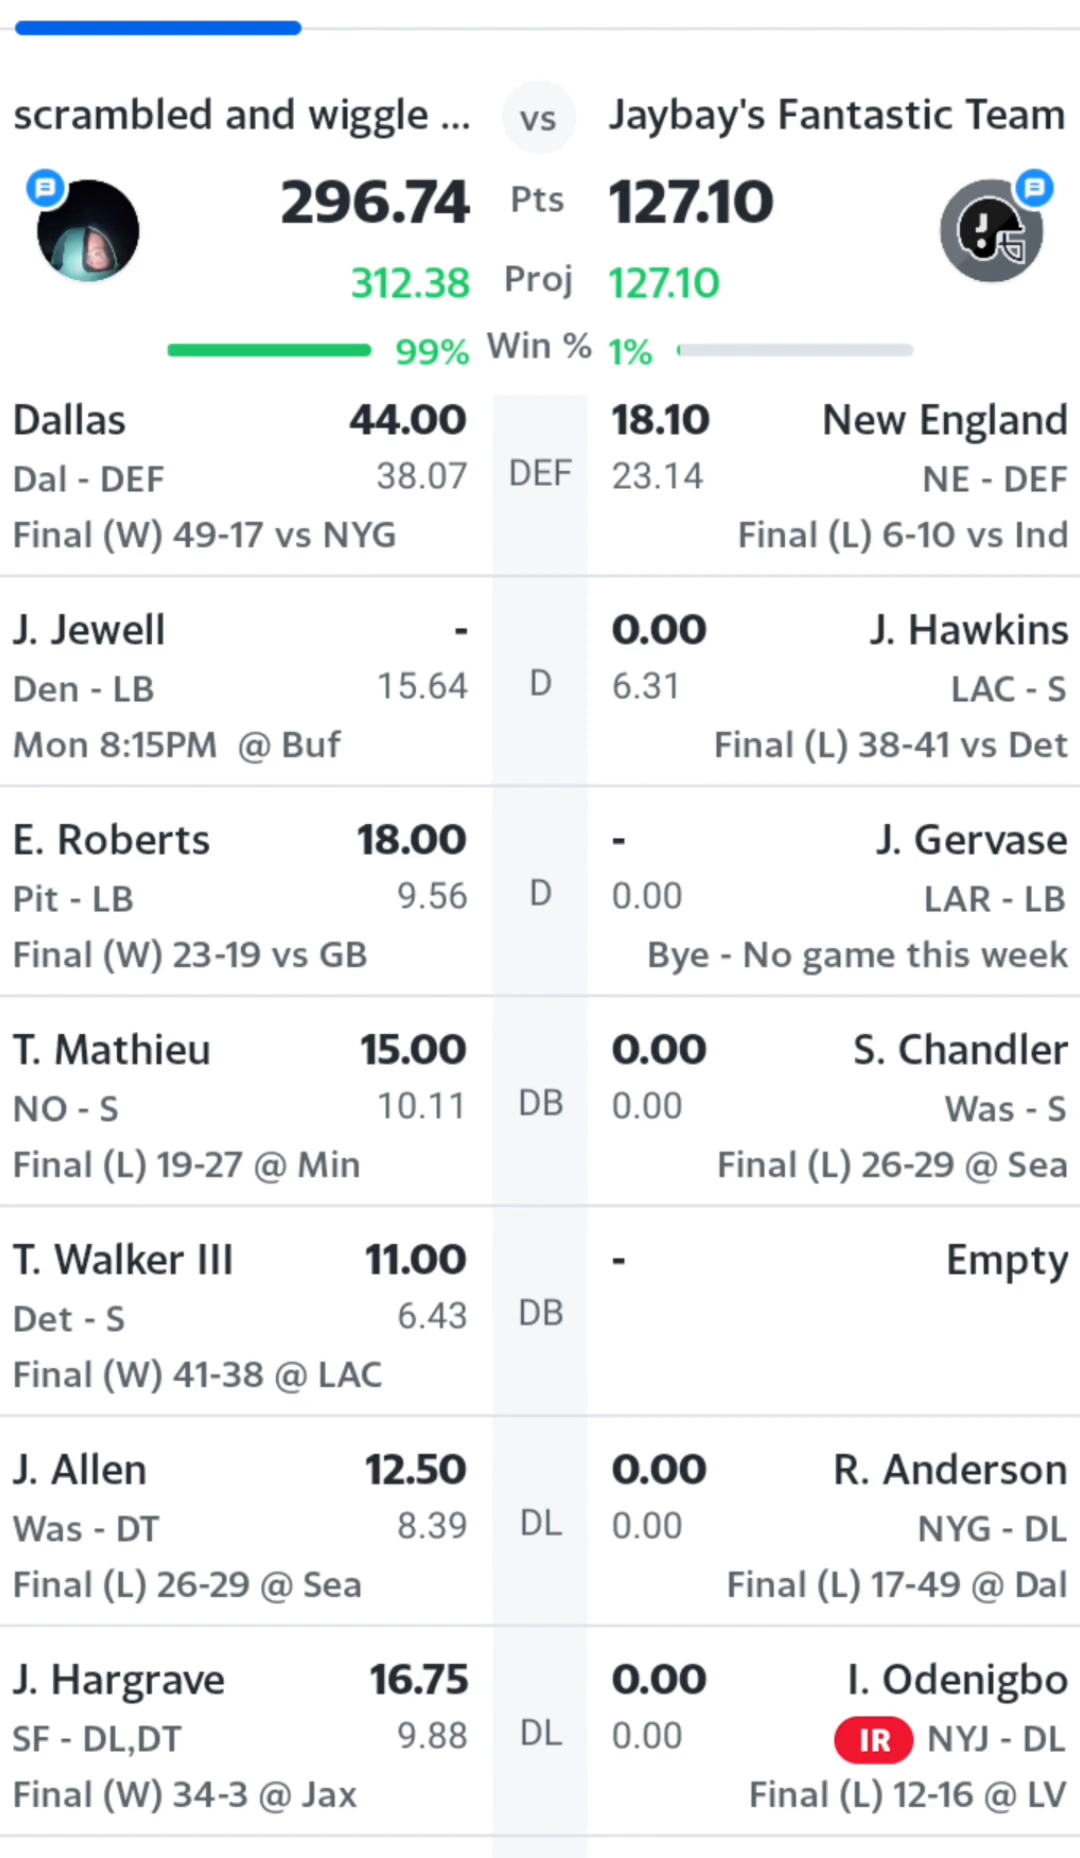 scrambled and wiggle ... vs Jaybay's Fantastic Team
296.74 Pts 127.10
312.38 Proj 127.10
99% Win % 1%
Dallas 44.00 18.10 New England
Dal - DEF 38.07 DEF 23.14 NE - DEF
Final (W) 49-17 vs NYG Final (L) 6-10 vs Ind
J. Jewell - 0.00 J. Hawkins
Den - LB 15.64 D 6.31 LAC - S
Mon 8:15PM @ Buf Final (L) 38-41 vs Det
E. Roberts 18.00 - J. Gervase
Pit - LB 9.56 D 0.00 LAR - LB
Final (W) 23-19 vs GB Bye - No game this week
T. Mathieu 15.00 0.00 S. Chandler
NO - S 10.11 DB 0.00 Was - S
Final (L) 19-27 @ Min Final (L) 26-29 @ Sea
T. Walker III 11.00 - Empty
Det - S 6.43 DB
Final (W) 41-38 @ LAC
J. Allen 12.50 0.00 R. Anderson
Was - DT 8.39 DL 0.00 NYG - DL
Final (L) 26-29 @ Sea Final (L) 17-49 @ Dal
J. Hargrave 16.75 0.00 I. Odenigbo
SF - DL,DT 9.88 DL 0.00 IR NYJ - DL
Final (W) 34-3 @ Jax Final (L) 12-16 @ LV